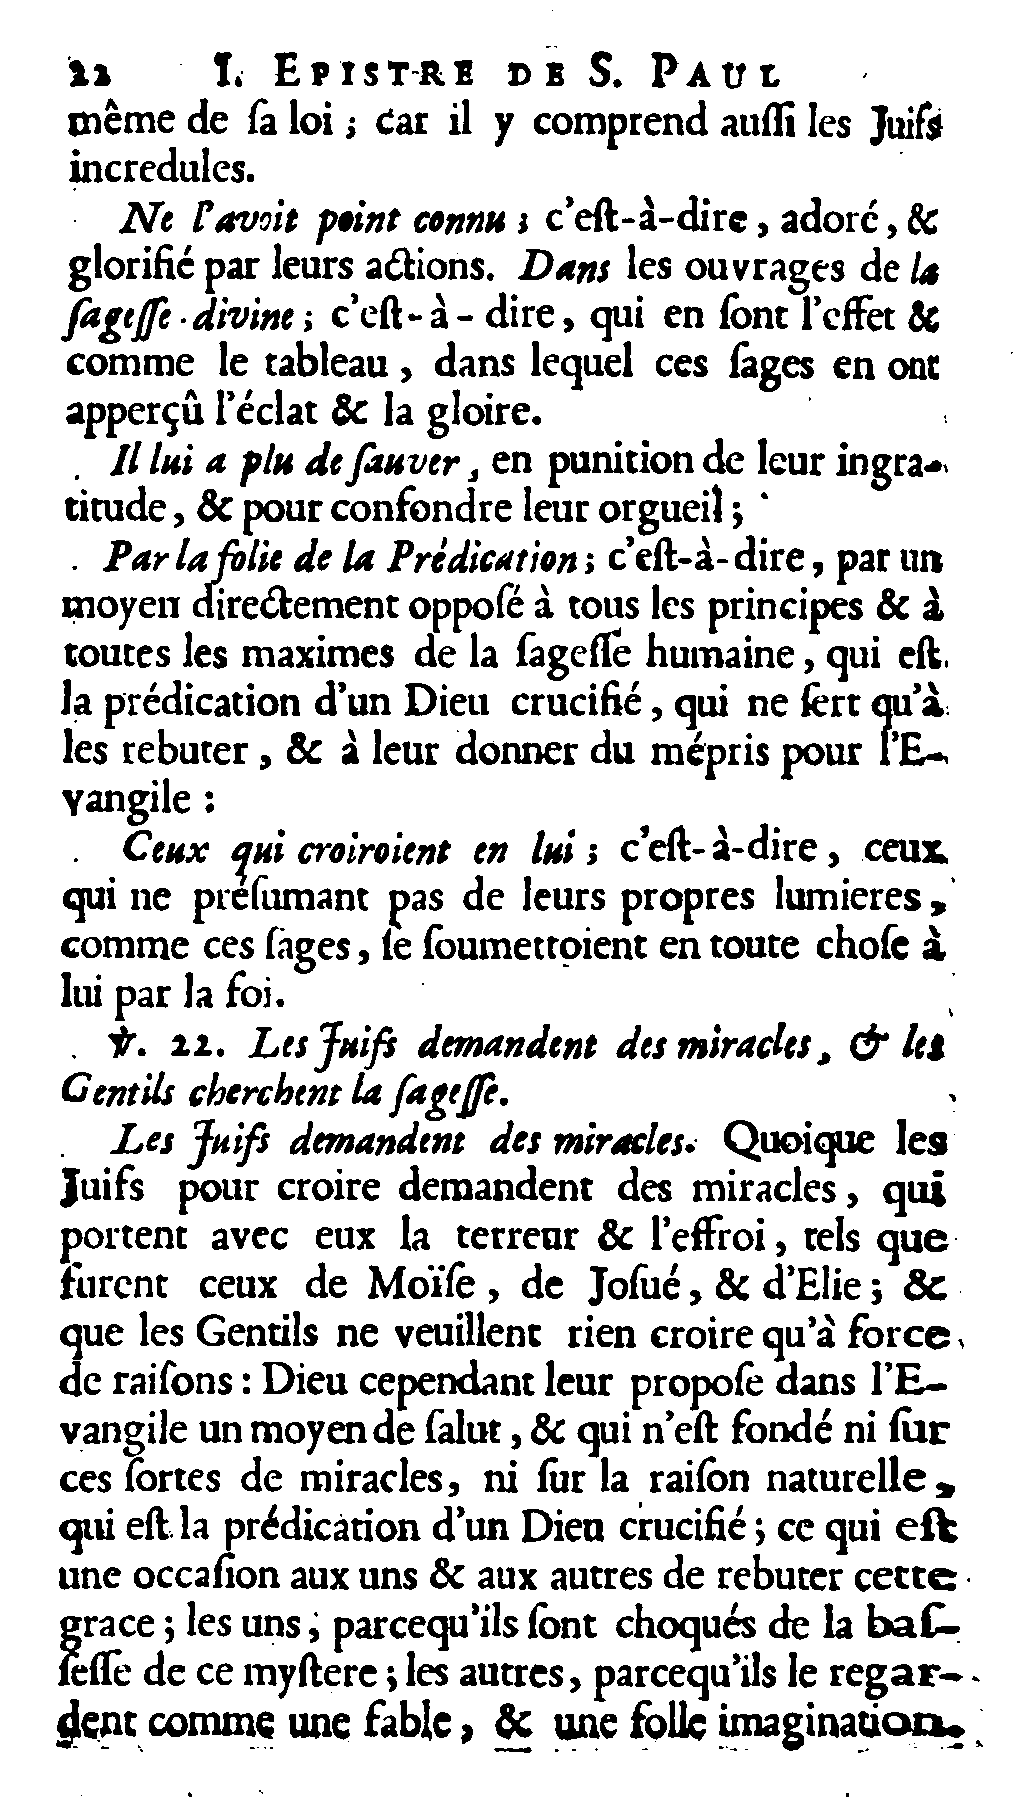 22 I. EPISTRE DE S. PAUL
même de ſa loi ; car il y comprend auſſi les Juifs
incredules.
Ne l'avoit point connu ; c'eſt-à-dire , adoré , &
glorifié par leurs actions. Dans les ouvrages de la
ſageſſe divine ; c'eſt-à-dire , qui en ſont l'effet &
comme le tableau , dans lequel ces ſages en ont
apperçû l'éclat & la gloire.
Il lui a plu de ſauver , en punition de leur ingra-
titude , & pour confondre leur orgueil ;
Par la folie de la Prédication ; c'eſt-à-dire , par un
moyen directement oppoſé à tous les principes & à
toutes les maximes de la ſageſſe humaine , qui eſt
la prédication d'un Dieu crucifié , qui ne ſert qu'à
les rebuter , & à leur donner du mépris pour l'E-
vangile :
Ceux qui croiroient en lui ; c'eſt-à-dire , ceux
qui ne préſumant pas de leurs propres lumieres ,
comme ces ſages , ſe ſoumettoient en toute choſe à
lui par la foi.
℣. 22. Les Juifs demandent des miracles , & les
Gentils cherchent la ſageſſe.
Les Juifs demandent des miracles. Quoique les
Juifs pour croire demandent des miracles , qui
portent avec eux la terreur & l'effroi , tels que
furent ceux de Moïſe , de Joſué , & d'Elie ; &
que les Gentils ne veuillent rien croire qu'à force
de raiſons : Dieu cependant leur propoſe dans l'E-
vangile un moyen de ſalut , & qui n'eſt fondé ni ſur
ces ſortes de miracles, ni ſur la raiſon naturelle ,
qui eſt la prédication d'un Dieu crucifié ; ce qui eſt
une occaſion aux uns & aux autres de rebuter cette
grace ; les uns , parcequ'ils ſont choqués de la baſ-
ſeſſe de ce myſtere ; les autres, parcequ'ils le regar-
dent comme une fable , & une folle imagination.